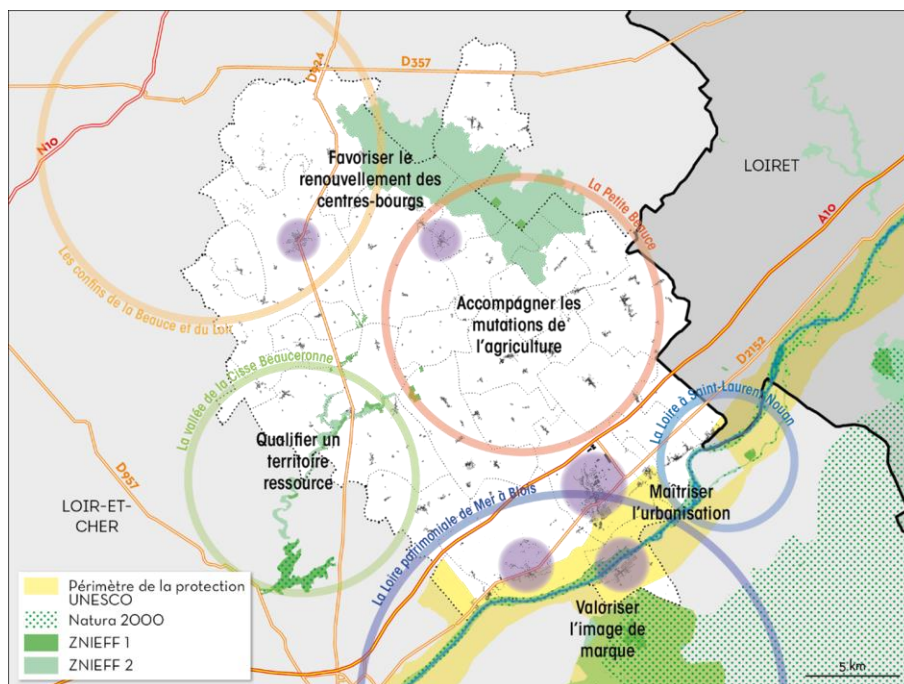 D924
D357
N10
Favoriser le
renouvellement des
centres-bourgs
LOIRET
La Petite Beauce
A10
Les confins de la Beauce et du Loir
Accompagner les
mutations de
l'agriculture
D2152
La vallée de la Cisse Beauceronne
La Loire à Saint-Laurent Nouan
Qualifier un
territoire
ressource
D957
LOIR-ET-
CHER
Maîtriser
l'urbanisation
La Loire patrimoniale de Mer à Blois
Valoriser
l'image de
marque
Périmètre de la protection
UNESCO
Natura 2000
ZNIEFF 1
ZNIEFF 2
5 km